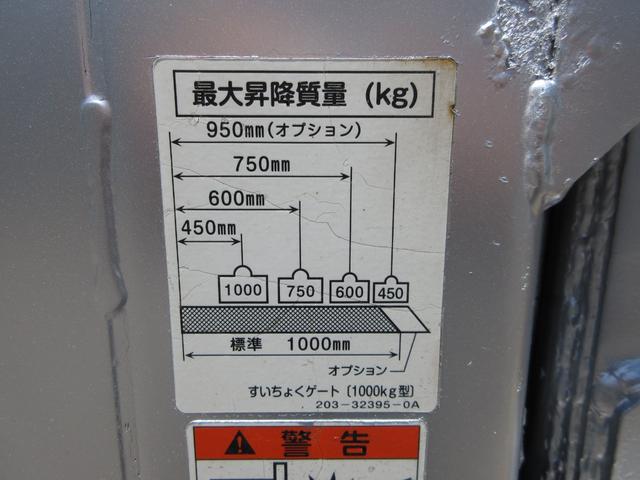 最大昇降質量 (kg)
950mm(オプション)
750mm
600mm
450mm
1000 750 600 450
標準 1000mm
オプション
すいちょくゲート〔1000kg型〕
203-32395-0A
警告